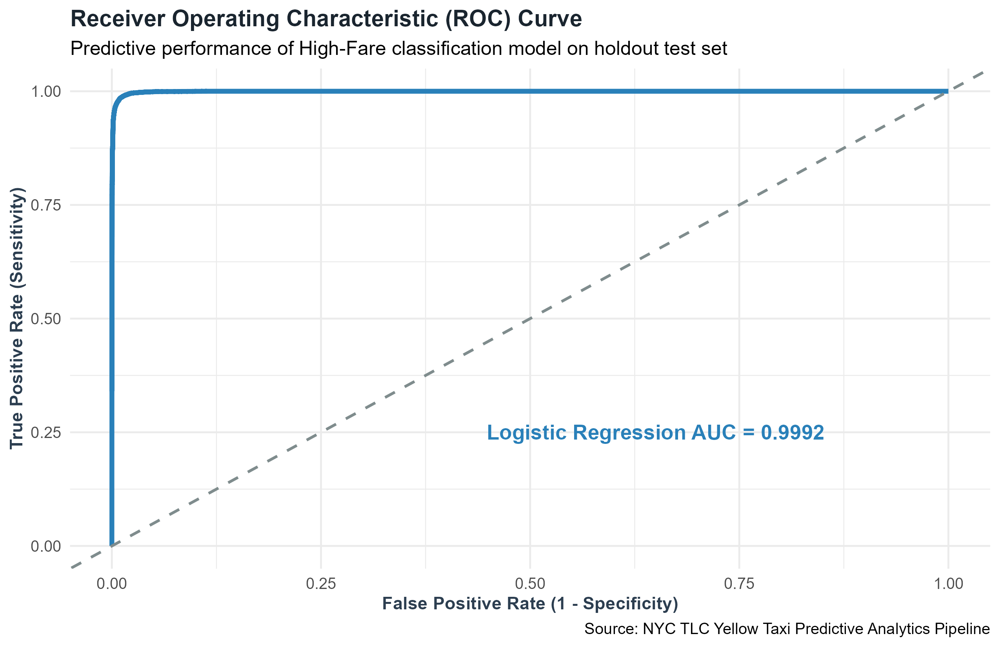 Receiver Operating Characteristic (ROC) Curve
Predictive performance of High-Fare classification model on holdout test set
True Positive Rate (Sensitivity)
1.00
0.75
0.50
0.25
0.00
Logistic Regression AUC = 0.9992
0.00 0.25 0.50 0.75 1.00
False Positive Rate (1 - Specificity)
Source: NYC TLC Yellow Taxi Predictive Analytics Pipeline